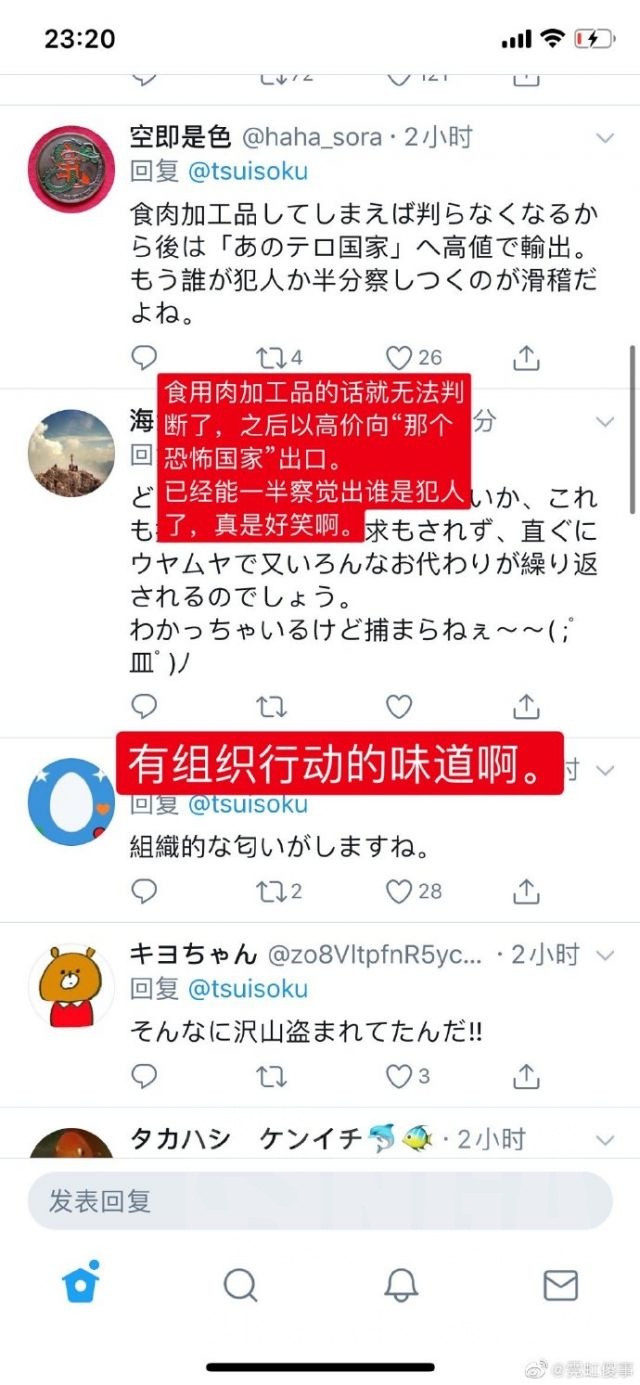 23:20
72
121
空即是色 @haha_sora · 2小时
回复 @tsuisoku
食肉加工品してしまえば判らなくなるか
ら後は「あのテロ国家」へ高値で輸出。
もう誰が犯人か半分察しつくのが滑稽だ
よね。
4
26
食用肉加工品的话就无法判
断了，之后以高价向“那个
恐怖国家”出口。
已经能一半察觉出谁是犯人
了，真是好笑啊。
海
分
回
ど
いか、これ
も
求もされず、直ぐに
ウヤムヤで又いろんなお代わりが繰り返
されるのでしょう。
わかっちゃいるけど捕まらねぇ〜〜( ;ﾟ
皿ﾟ)ﾉ
有组织行动的味道啊。
时
回复 @tsuisoku
組織的な匂いがしますね。
2
28
キヨちゃん @zo8VltpfnR5yc... · 2小时
回复 @tsuisoku
そんなに沢山盗まれてたんだ!!
3
タカハシ　ケンイチ🐬🐠 · 2小时
发表回复
@霓虹傻事